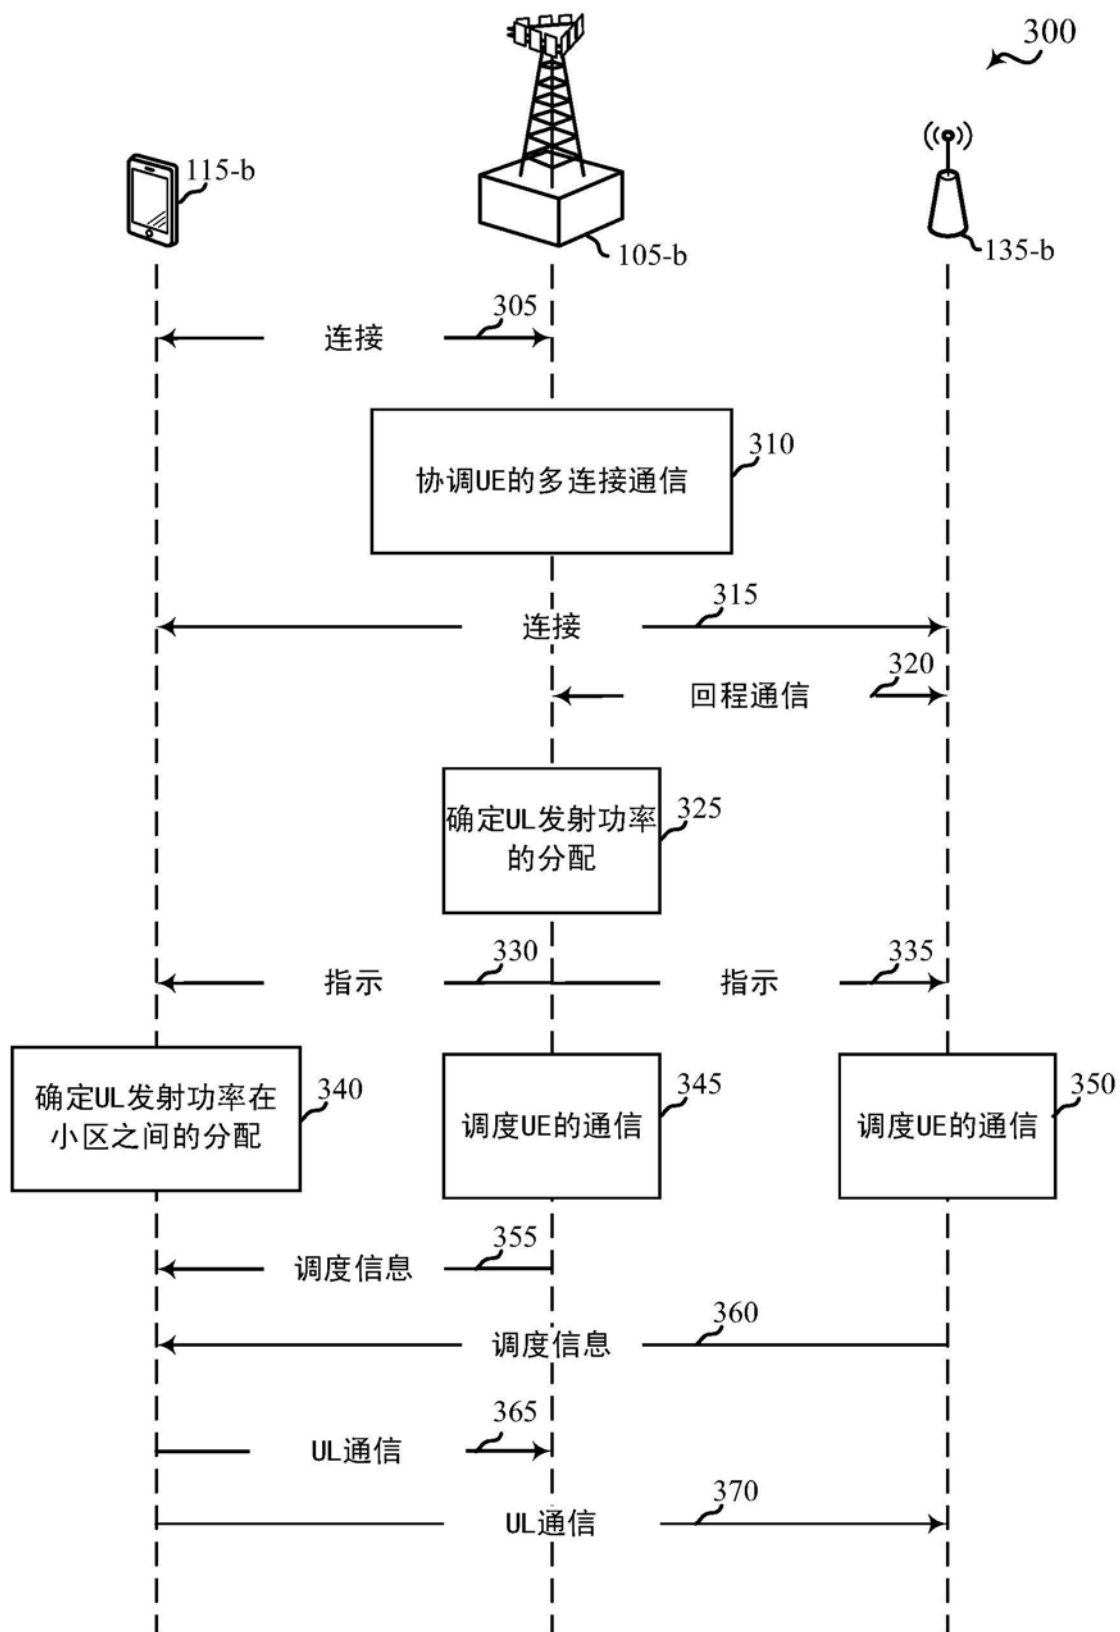 300
115-b
105-b
135-b
305
连接
310
协调UE的多连接通信
315
连接
320
回程通信
325
确定UL发射功率
的分配
330
335
指示
指示
340
确定UL发射功率在
小区之间的分配
345
调度UE的通信
350
调度UE的通信
355
调度信息
360
调度信息
365
UL通信
370
UL通信